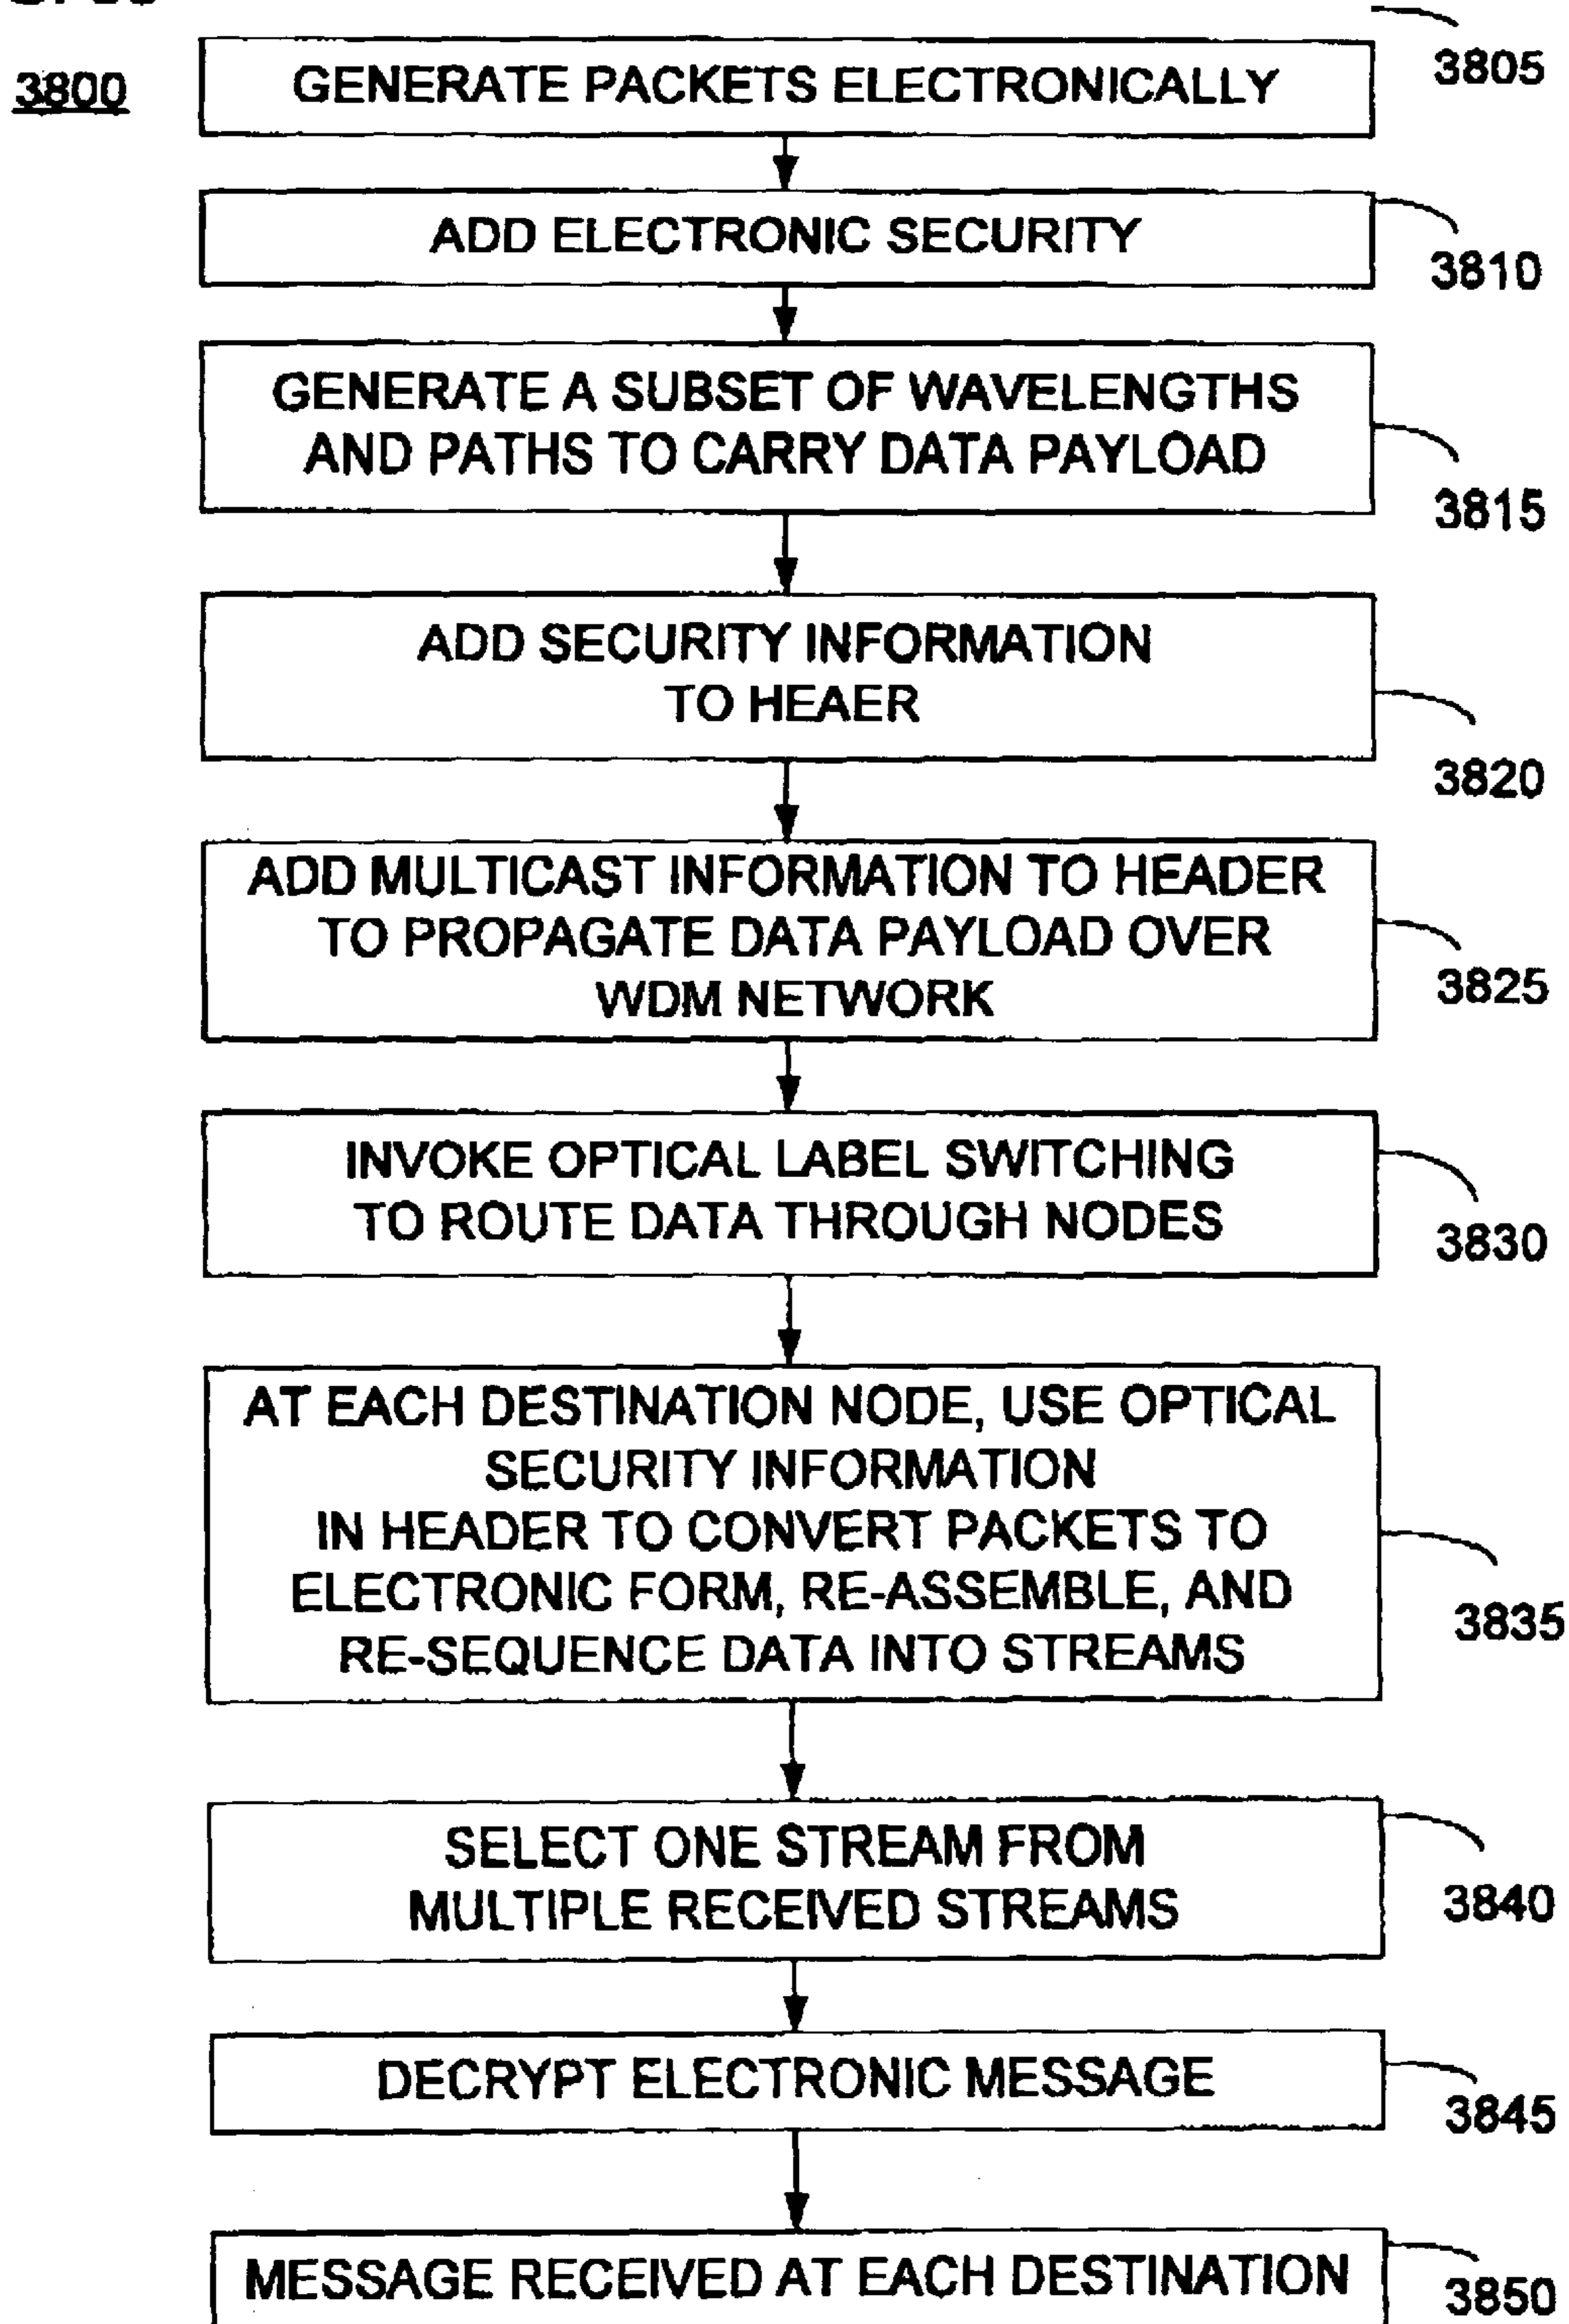 3800
GENERATE PACKETS ELECTRONICALLY
3805
ADD ELECTRONIC SECURITY
3810
GENERATE A SUBSET OF WAVELENGTHS
AND PATHS TO CARRY DATA PAYLOAD
3815
ADD SECURITY INFORMATION
TO HEAER
3820
ADD MULTICAST INFORMATION TO HEADER
TO PROPAGATE DATA PAYLOAD OVER
WDM NETWORK
3825
INVOKE OPTICAL LABEL SWITCHING
TO ROUTE DATA THROUGH NODES
3830
AT EACH DESTINATION NODE, USE OPTICAL
SECURITY INFORMATION
IN HEADER TO CONVERT PACKETS TO
ELECTRONIC FORM, RE-ASSEMBLE, AND
RE-SEQUENCE DATA INTO STREAMS
3835
SELECT ONE STREAM FROM
MULTIPLE RECEIVED STREAMS
3840
DECRYPT ELECTRONIC MESSAGE
3845
MESSAGE RECEIVED AT EACH DESTINATION
3850